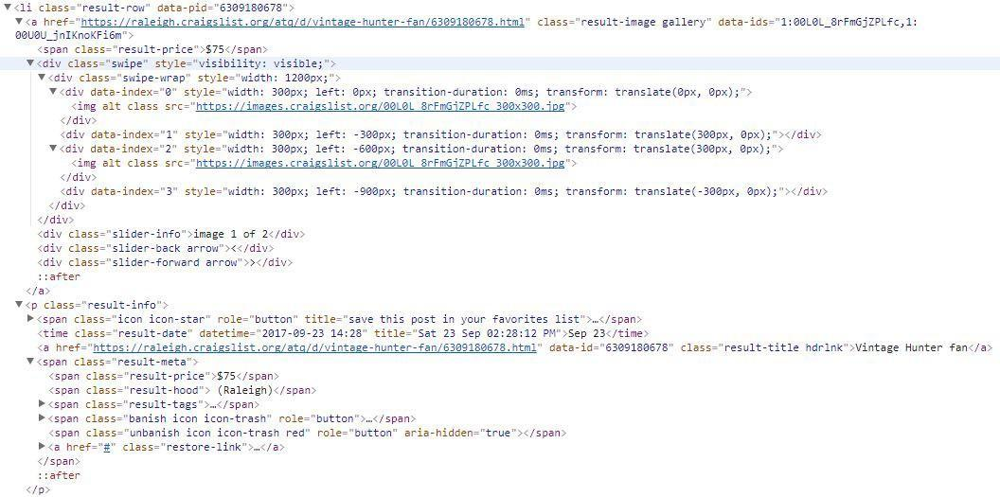 ▼<li class="result-row" data-pid="6309180678">
▼<a href="https://raleigh.craigslist.org/atq/d/vintage-hunter-fan/6309180678.html" class="result-image gallery" data-ids="1:00L0L_8rFmGjZPLfc,1:
00U0U_jnIKnoKFi6m">
<span class="result-price">$75</span>
▼<div class="swipe" style="visibility: visible;">
▼<div class="swipe-wrap" style="width: 1200px;">
▼<div data-index="0" style="width: 300px; left: 0px; transition-duration: 0ms; transform: translate(0px, 0px);">
<img alt class src="https://images.craigslist.org/00L0L_8rFmGjZPLfc_300x300.jpg">
</div>
<div data-index="1" style="width: 300px; left: -300px; transition-duration: 0ms; transform: translate(300px, 0px);"></div>
▼<div data-index="2" style="width: 300px; left: -600px; transition-duration: 0ms; transform: translate(300px, 0px);">
<img alt class src="https://images.craigslist.org/00L0L_8rFmGjZPLfc_300x300.jpg">
</div>
<div data-index="3" style="width: 300px; left: -900px; transition-duration: 0ms; transform: translate(-300px, 0px);"></div>
</div>
</div>
<div class="slider-info">image 1 of 2</div>
<div class="slider-back arrow"><</div>
<div class="slider-forward arrow">></div>
::after
</a>
▼<p class="result-info">
▶<span class="icon icon-star" role="button" title="save this post in your favorites list">…</span>
<time class="result-date" datetime="2017-09-23 14:28" title="Sat 23 Sep 02:28:12 PM">Sep 23</time>
<a href="https://raleigh.craigslist.org/atq/d/vintage-hunter-fan/6309180678.html" data-id="6309180678" class="result-title hdrlnk">Vintage Hunter fan</a>
▼<span class="result-meta">
<span class="result-price">$75</span>
<span class="result-hood"> (Raleigh)</span>
▶<span class="result-tags">…</span>
▶<span class="banish icon icon-trash" role="button">…</span>
<span class="unbanish icon icon-trash red" role="button" aria-hidden="true"></span>
▶<a href="#" class="restore-link">…</a>
</span>
::after
</p>